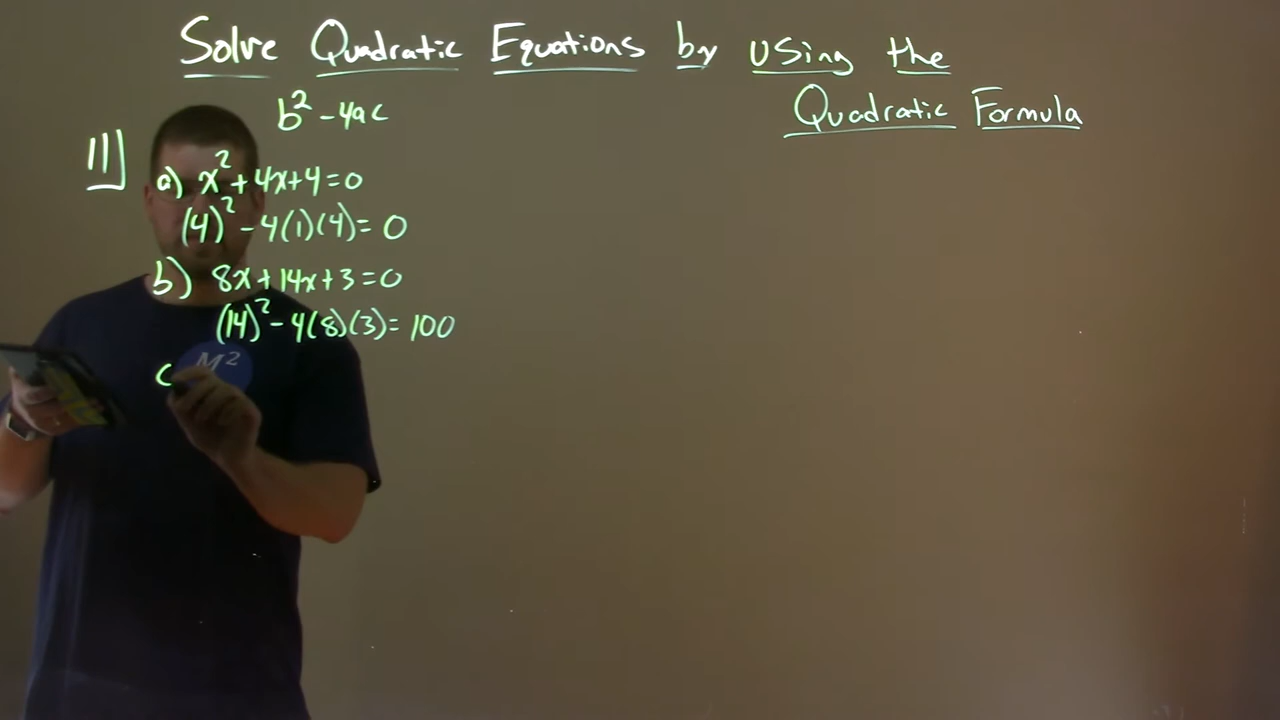 Solve Quadratic Equations by Using the
Quadratic Formula
b² - 4ac
11]
a) x² + 4x + 4 = 0
(4)² - 4(1)(4) = 0
b) 8x + 14x + 3 = 0
(14)² - 4(8)(3) = 100
c
M²